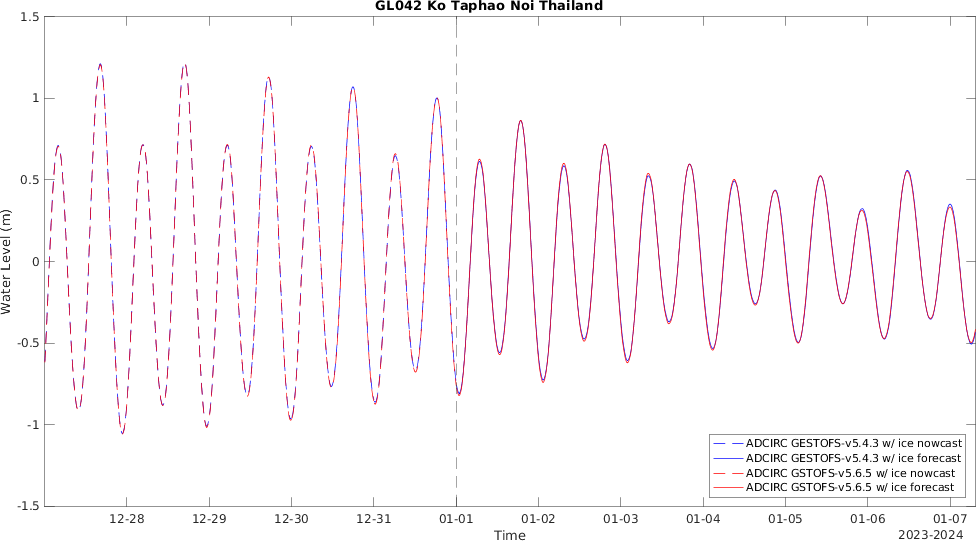 GL042 Ko Taphao Noi Thailand
1.5
1
0.5
0
-0.5
-1
-1.5
Water Level (m)
12-28 12-29 12-30 12-31 01-01 01-02 01-03 01-04 01-05 01-06 01-07
Time
2023-2024
ADCIRC GESTOFS-v5.4.3 w/ ice nowcast
ADCIRC GESTOFS-v5.4.3 w/ ice forecast
ADCIRC GSTOFS-v5.6.5 w/ ice nowcast
ADCIRC GSTOFS-v5.6.5 w/ ice forecast